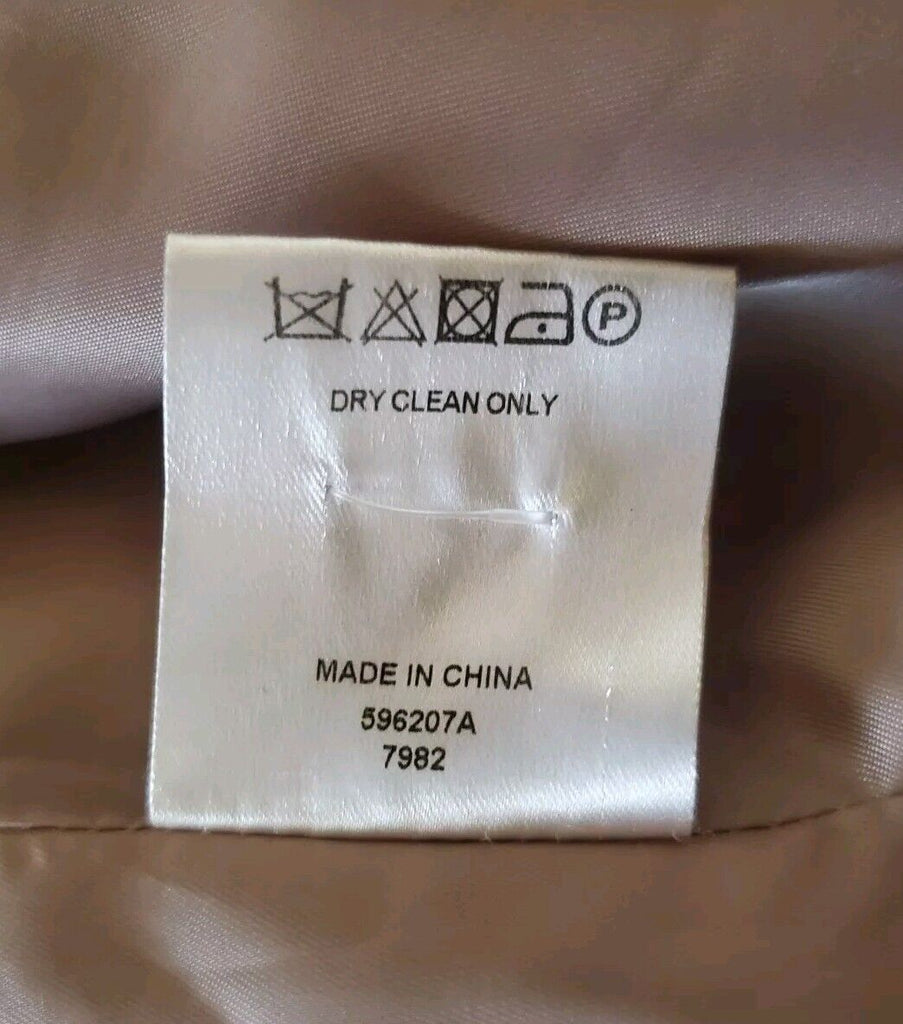 P
DRY CLEAN ONLY
MADE IN CHINA
596207A
7982